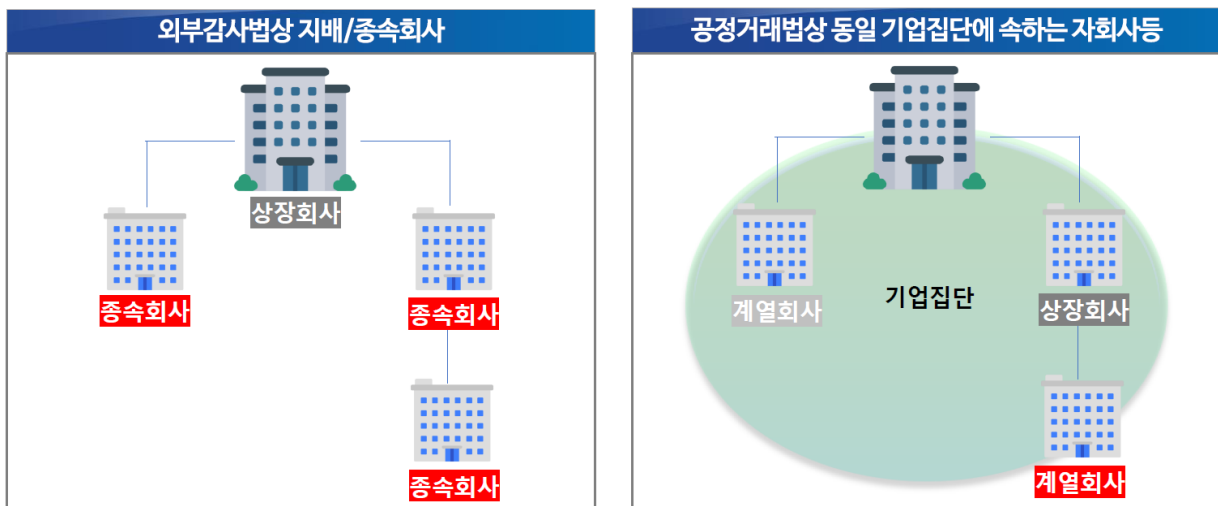 외부감사법상 지배/종속회사
상장회사
종속회사
종속회사
종속회사
공정거래법상 동일 기업집단에 속하는 자회사등
계열회사
기업집단
상장회사
계열회사